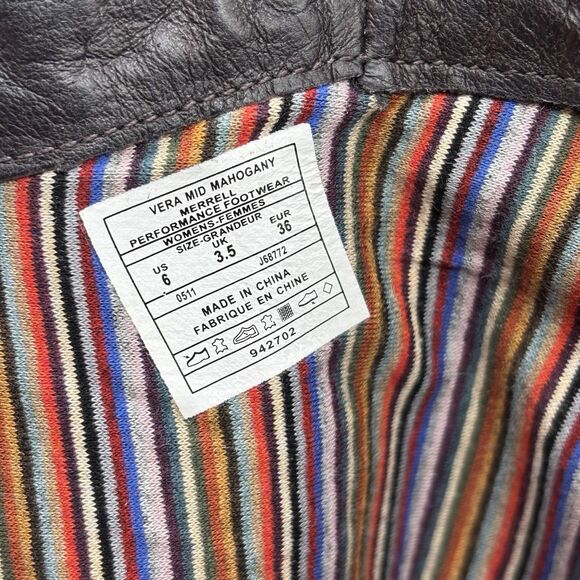 VERA MID MAHOGANY
MERRELL
PERFORMANCE FOOTWEAR
WOMENS-FEMMES
SIZE-GRANDEUR
US UK EUR
6 3.5 36
0511 J68772
MADE IN CHINA
FABRIQUE EN CHINE
942702